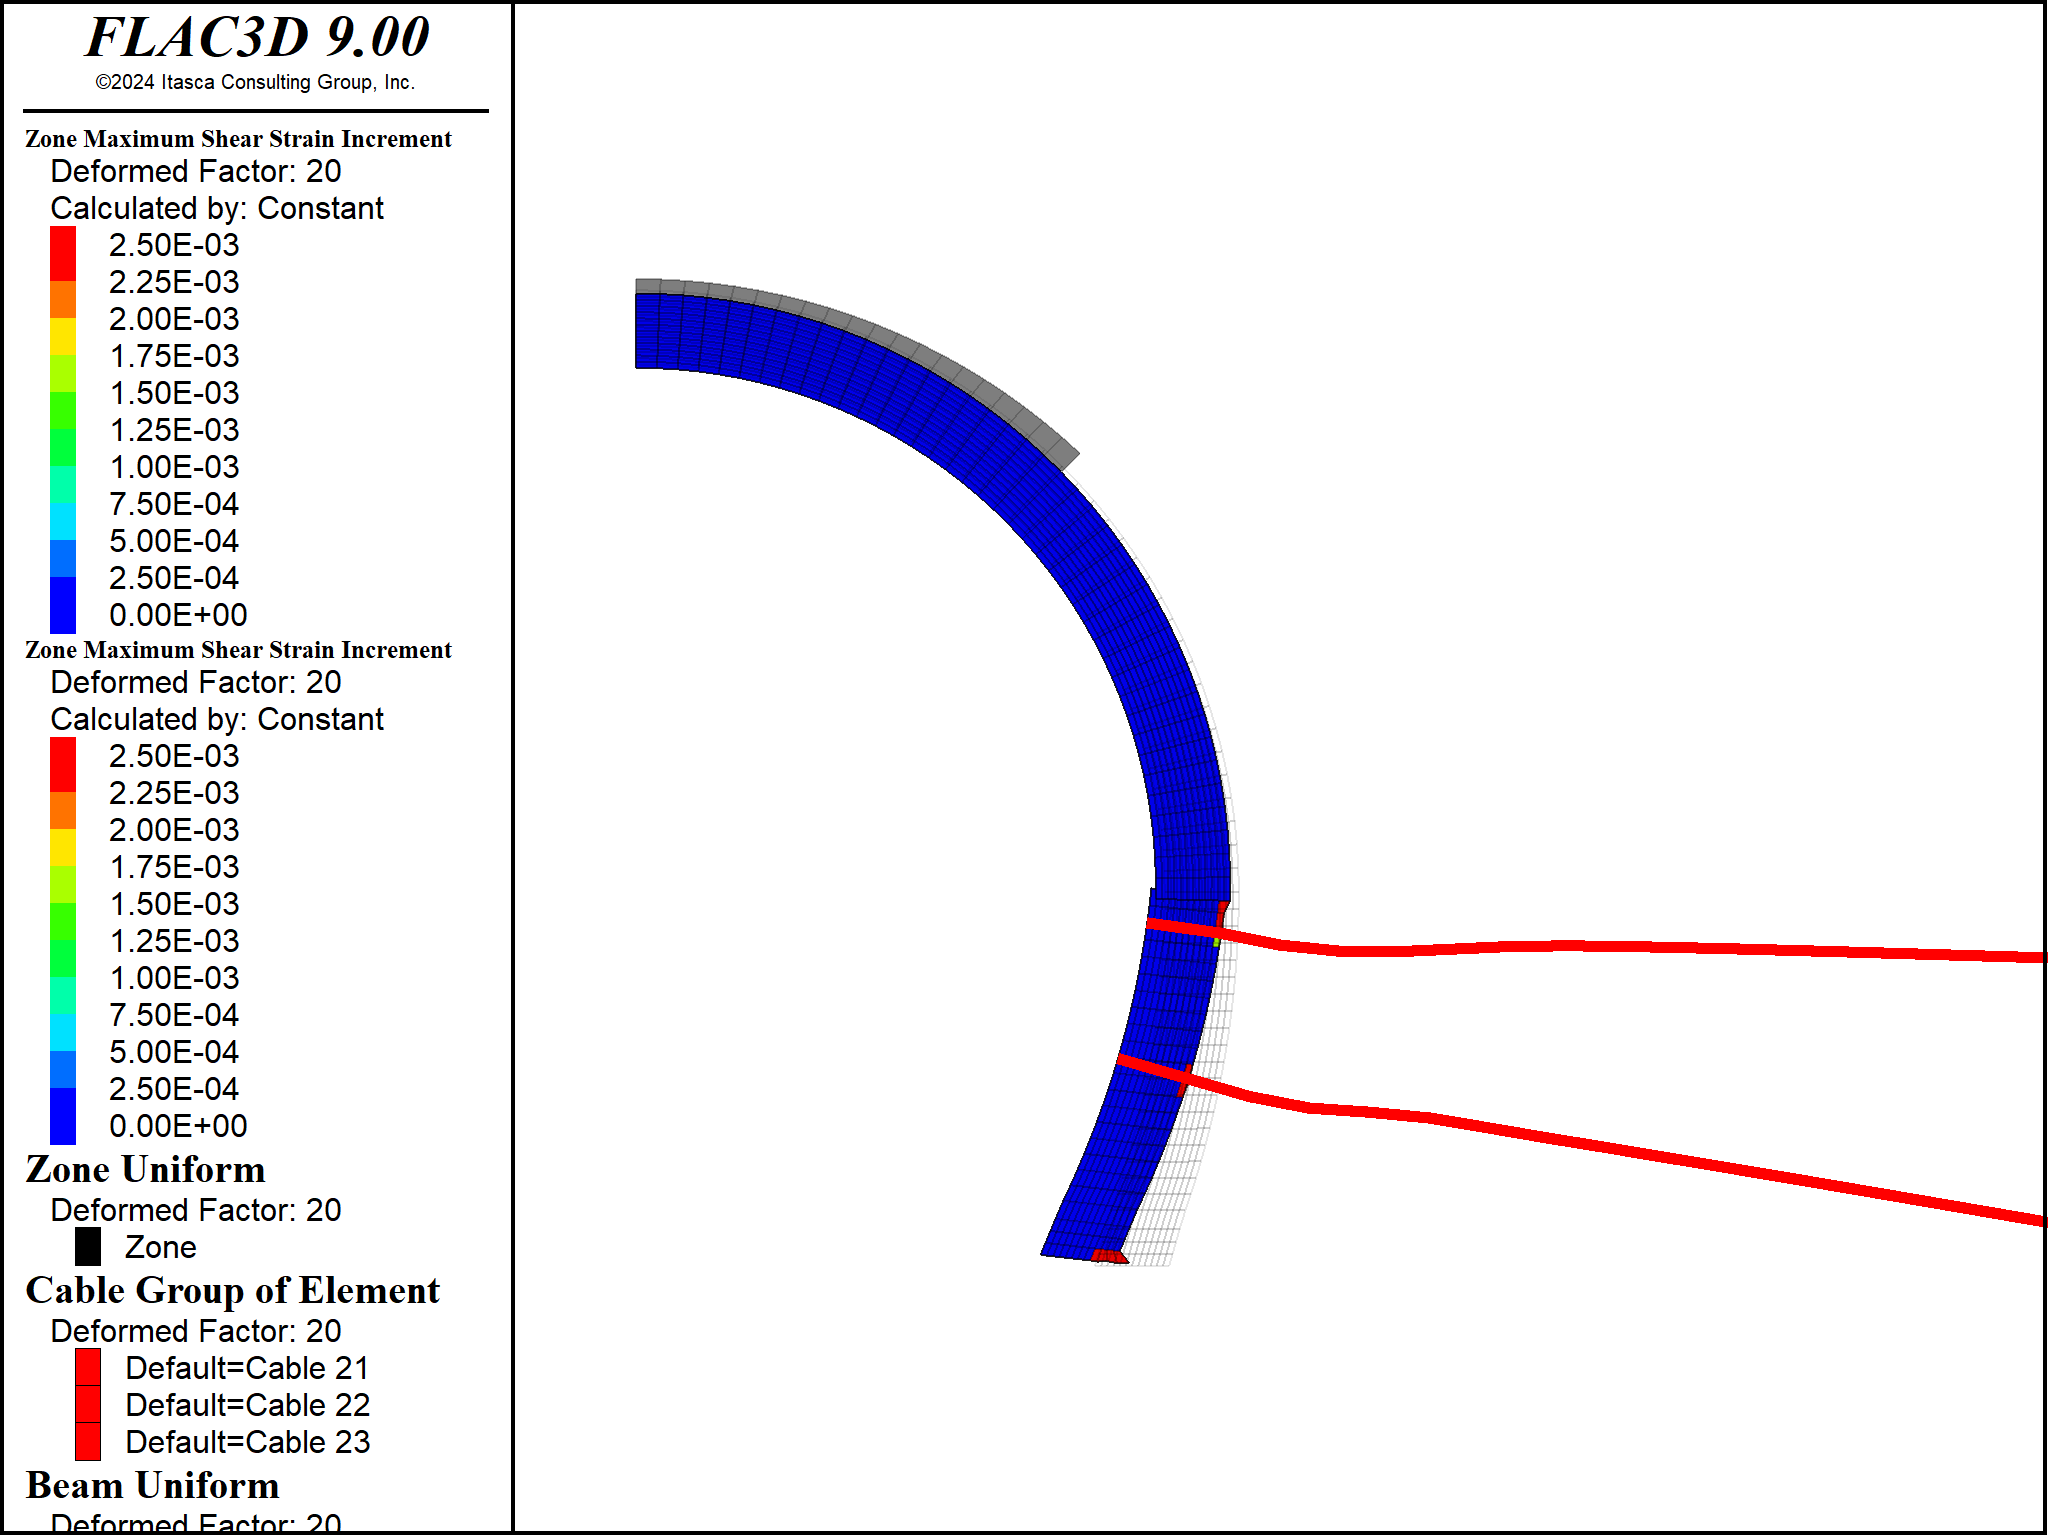 FLAC3D 9.00
©2024 Itasca Consulting Group, Inc.
Zone Maximum Shear Strain Increment
Deformed Factor: 20
Calculated by: Constant
2.50E-03
2.25E-03
2.00E-03
1.75E-03
1.50E-03
1.25E-03
1.00E-03
7.50E-04
5.00E-04
2.50E-04
0.00E+00
Zone Maximum Shear Strain Increment
Deformed Factor: 20
Calculated by: Constant
2.50E-03
2.25E-03
2.00E-03
1.75E-03
1.50E-03
1.25E-03
1.00E-03
7.50E-04
5.00E-04
2.50E-04
0.00E+00
Zone Uniform
Deformed Factor: 20
Zone
Cable Group of Element
Deformed Factor: 20
Default=Cable 21
Default=Cable 22
Default=Cable 23
Beam Uniform
Deformed Factor: 20